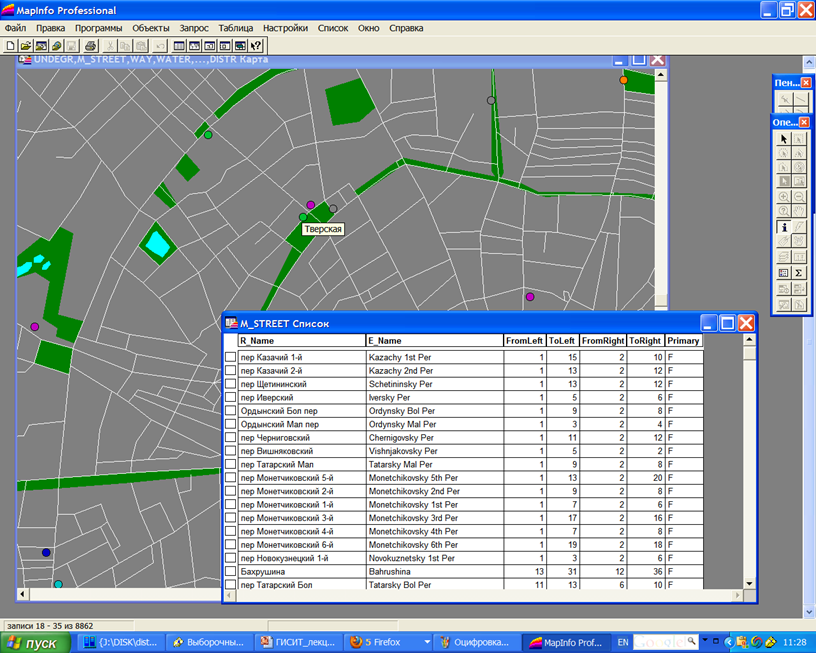 MapInfo Professional
Файл Правка Программы Объекты Запрос Таблица Настройки Список Окно Справка
UNDEGR,M_STREET,WAY,WATER,...,DISTR Карта
Пен...
Опе...
Тверская
M_STREET Список
R_Name E_Name FromLeft ToLeft FromRight ToRight Primary
пер Казачий 1-й Kazachy 1st Per 1 15 2 10 F
пер Казачий 2-й Kazachy 2nd Per 1 13 2 12 F
пер Щетининский Schetininsky Per 1 13 2 12 F
пер Иверский Iversky Per 1 5 2 6 F
Ордынский Бол пер Ordynsky Bol Per 1 9 2 8 F
Ордынский Мал пер Ordynsky Mal Per 1 3 2 4 F
пер Черниговский Chernigovsky Per 1 11 2 12 F
пер Вишняковский Vishnjakovsky Per 1 5 2 2 F
пер Татарский Мал Tatarsky Mal Per 1 9 2 8 F
пер Монетчиковский 5-й Monetchikovsky 5th Per 1 13 2 20 F
пер Монетчиковский 2-й Monetchikovsky 2nd Per 1 9 2 8 F
пер Монетчиковский 1-й Monetchikovsky 1st Per 1 7 2 6 F
пер Монетчиковский 3-й Monetchikovsky 3rd Per 1 17 2 16 F
пер Монетчиковский 4-й Monetchikovsky 4th Per 1 7 2 8 F
пер Монетчиковский 6-й Monetchikovsky 6th Per 1 19 2 18 F
пер Новокузнецкий 1-й Novokuznetsky 1st Per 1 3 2 6 F
Бахрушина Bahrushina 13 31 12 36 F
пер Татарский Бол Tatarsky Bol Per 11 13 6 10 F
записи 18 - 35 из 8862
пуск {J:\DISK\dst... Выборочны... ГИСИТ_лекц... 5 Firefox Оцифровка... MapInfo Profe... EN Google 11:28